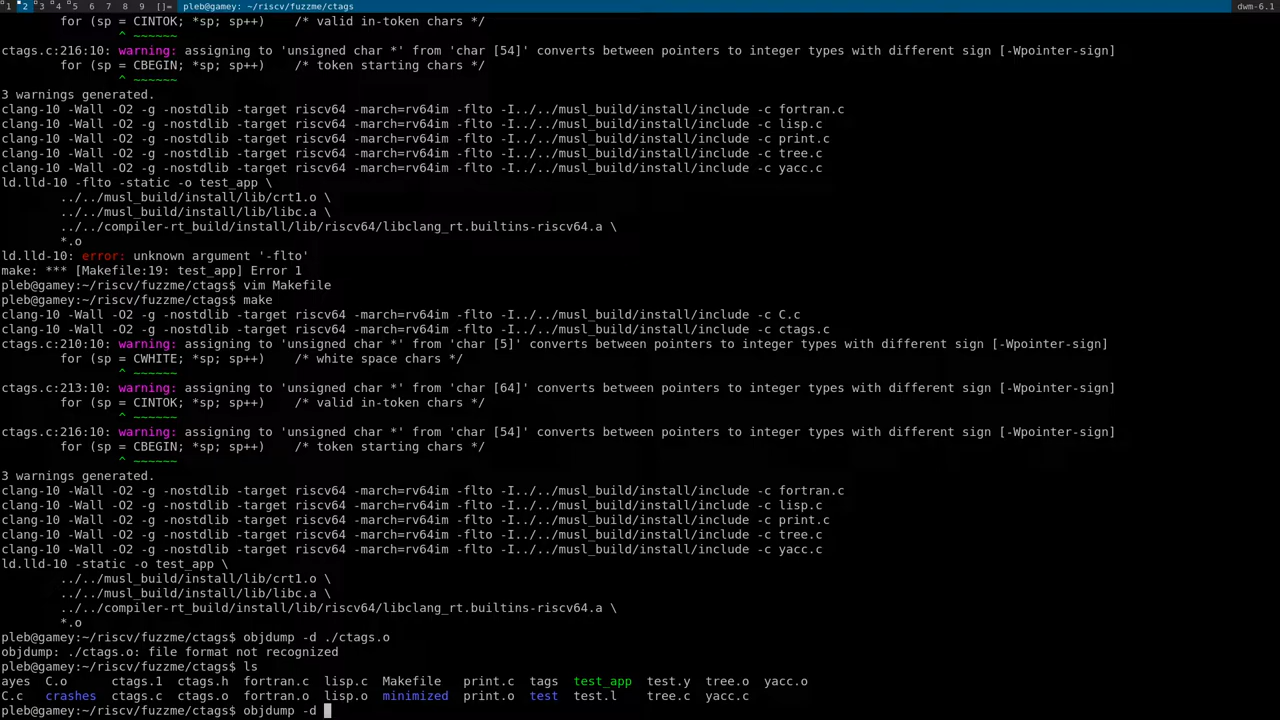 1 2 3 4 5 6 7 8 9 []= pleb@gamey: ~/riscv/fuzzme/ctags dwm-6.1
        for (sp = CINTOK; *sp; sp++)    /* valid in-token chars */
                ^ ~~~~~~
ctags.c:216:10: warning: assigning to 'unsigned char *' from 'char [54]' converts between pointers to integer types with different sign [-Wpointer-sign]
        for (sp = CBEGIN; *sp; sp++)    /* token starting chars */
                ^ ~~~~~~
3 warnings generated.
clang-10 -Wall -O2 -g -nostdlib -target riscv64 -march=rv64im -flto -I../../musl_build/install/include -c fortran.c
clang-10 -Wall -O2 -g -nostdlib -target riscv64 -march=rv64im -flto -I../../musl_build/install/include -c lisp.c
clang-10 -Wall -O2 -g -nostdlib -target riscv64 -march=rv64im -flto -I../../musl_build/install/include -c print.c
clang-10 -Wall -O2 -g -nostdlib -target riscv64 -march=rv64im -flto -I../../musl_build/install/include -c tree.c
clang-10 -Wall -O2 -g -nostdlib -target riscv64 -march=rv64im -flto -I../../musl_build/install/include -c yacc.c
ld.lld-10 -flto -static -o test_app \
        ../../musl_build/install/lib/crt1.o \
        ../../musl_build/install/lib/libc.a \
        ../../compiler-rt_build/install/lib/riscv64/libclang_rt.builtins-riscv64.a \
        *.o
ld.lld-10: error: unknown argument '-flto'
make: *** [Makefile:19: test_app] Error 1
pleb@gamey:~/riscv/fuzzme/ctags$ vim Makefile
pleb@gamey:~/riscv/fuzzme/ctags$ make
clang-10 -Wall -O2 -g -nostdlib -target riscv64 -march=rv64im -flto -I../../musl_build/install/include -c C.c
clang-10 -Wall -O2 -g -nostdlib -target riscv64 -march=rv64im -flto -I../../musl_build/install/include -c ctags.c
ctags.c:210:10: warning: assigning to 'unsigned char *' from 'char [5]' converts between pointers to integer types with different sign [-Wpointer-sign]
        for (sp = CWHITE; *sp; sp++)    /* white space chars */
                ^ ~~~~~~
ctags.c:213:10: warning: assigning to 'unsigned char *' from 'char [64]' converts between pointers to integer types with different sign [-Wpointer-sign]
        for (sp = CINTOK; *sp; sp++)    /* valid in-token chars */
                ^ ~~~~~~
ctags.c:216:10: warning: assigning to 'unsigned char *' from 'char [54]' converts between pointers to integer types with different sign [-Wpointer-sign]
        for (sp = CBEGIN; *sp; sp++)    /* token starting chars */
                ^ ~~~~~~
3 warnings generated.
clang-10 -Wall -O2 -g -nostdlib -target riscv64 -march=rv64im -flto -I../../musl_build/install/include -c fortran.c
clang-10 -Wall -O2 -g -nostdlib -target riscv64 -march=rv64im -flto -I../../musl_build/install/include -c lisp.c
clang-10 -Wall -O2 -g -nostdlib -target riscv64 -march=rv64im -flto -I../../musl_build/install/include -c print.c
clang-10 -Wall -O2 -g -nostdlib -target riscv64 -march=rv64im -flto -I../../musl_build/install/include -c tree.c
clang-10 -Wall -O2 -g -nostdlib -target riscv64 -march=rv64im -flto -I../../musl_build/install/include -c yacc.c
ld.lld-10 -static -o test_app \
        ../../musl_build/install/lib/crt1.o \
        ../../musl_build/install/lib/libc.a \
        ../../compiler-rt_build/install/lib/riscv64/libclang_rt.builtins-riscv64.a \
        *.o
pleb@gamey:~/riscv/fuzzme/ctags$ objdump -d ./ctags.o
objdump: ./ctags.o: file format not recognized
pleb@gamey:~/riscv/fuzzme/ctags$ ls
ayes  C.o      ctags.1  ctags.h  fortran.c  lisp.c  Makefile   print.c  tags  test_app  test.y  tree.o  yacc.o
C.c   crashes  ctags.c  ctags.o  fortran.o  lisp.o  minimized  print.o  test  test.l    tree.c  yacc.c
pleb@gamey:~/riscv/fuzzme/ctags$ objdump -d